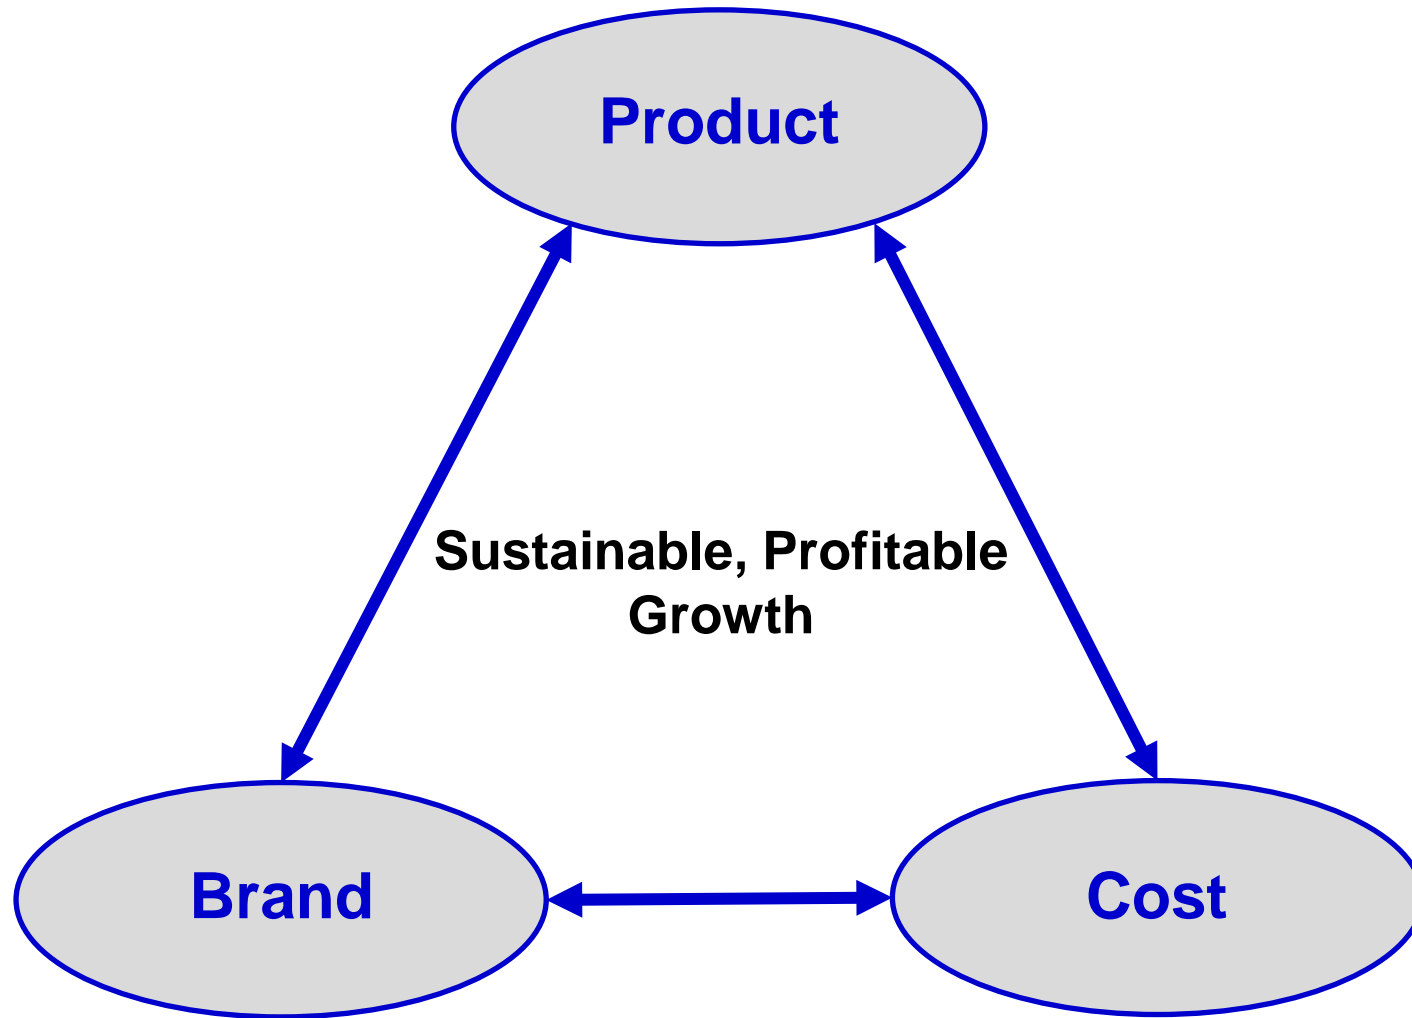 Product
Sustainable, Profitable
Growth
Brand
Cost